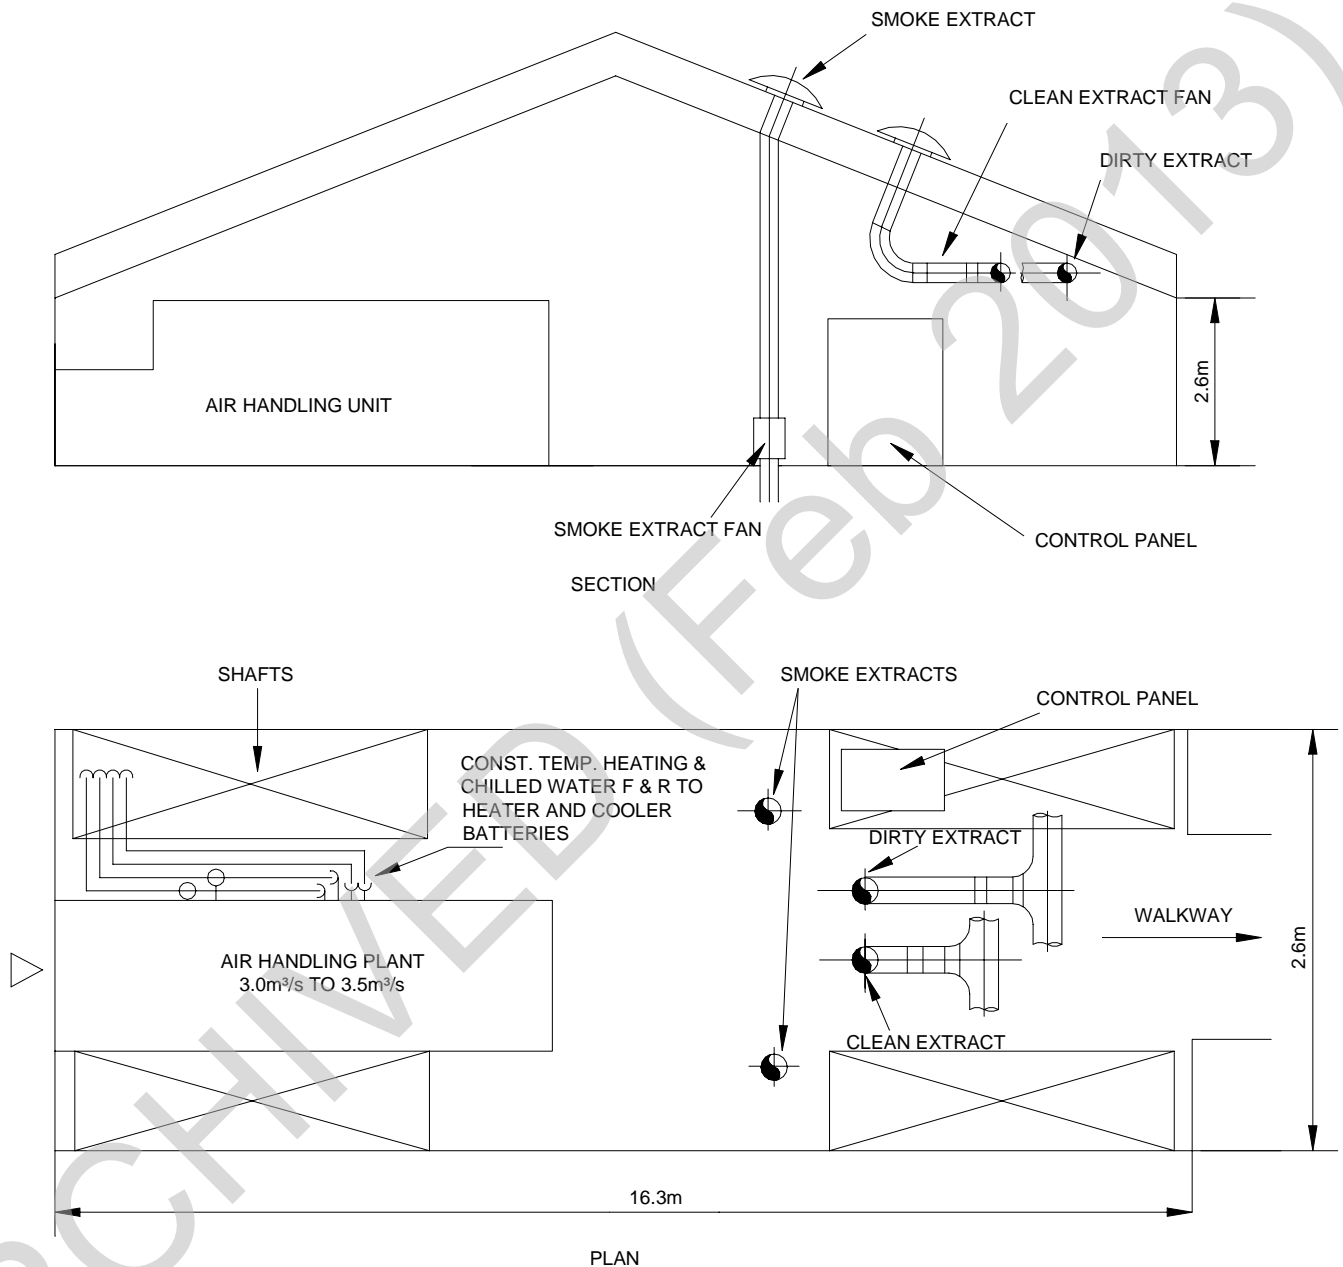 SMOKE EXTRACT
CLEAN EXTRACT FAN
DIRTY EXTRACT
AIR HANDLING UNIT
2.6m
SMOKE EXTRACT FAN
CONTROL PANEL
SECTION
SHAFTS
SMOKE EXTRACTS
CONTROL PANEL
CONST. TEMP. HEATING &
CHILLED WATER F & R TO
HEATER AND COOLER
BATTERIES
DIRTY EXTRACT
WALKWAY
2.6m
AIR HANDLING PLANT
3.0m³/s TO 3.5m³/s
CLEAN EXTRACT
16.3m
PLAN
RCHIVED (Feb 2013)